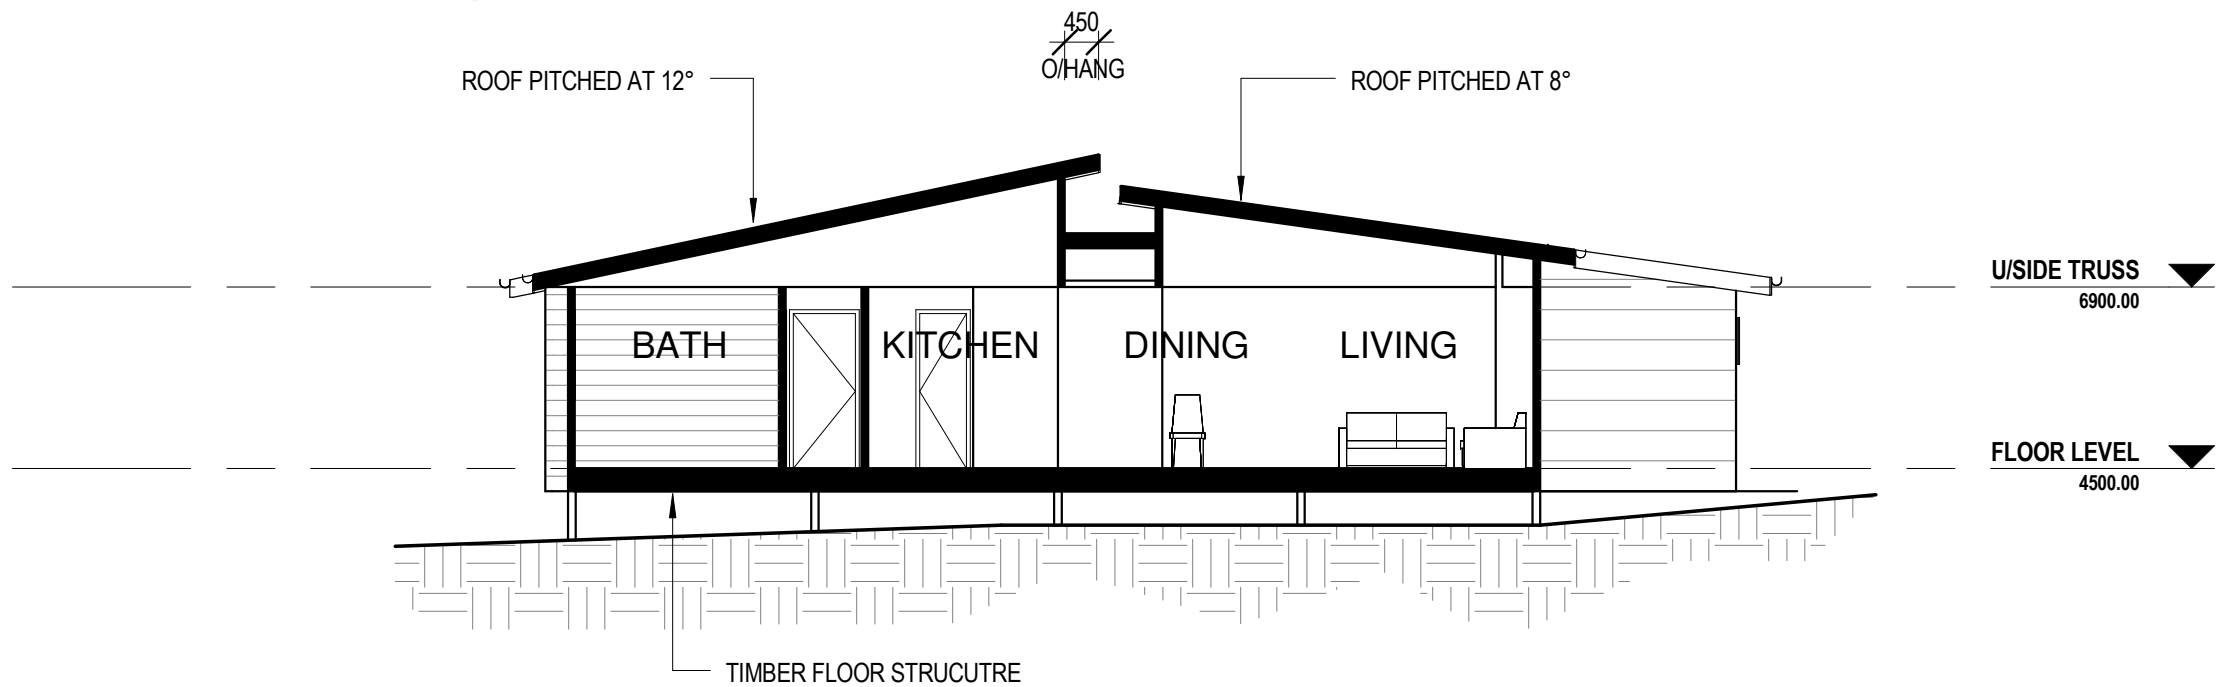 450
O/HANG
ROOF PITCHED AT 12°
ROOF PITCHED AT 8°
U/SIDE TRUSS
6900.00
BATH
KITCHEN
DINING
LIVING
FLOOR LEVEL
4500.00
TIMBER FLOOR STRUCUTRE